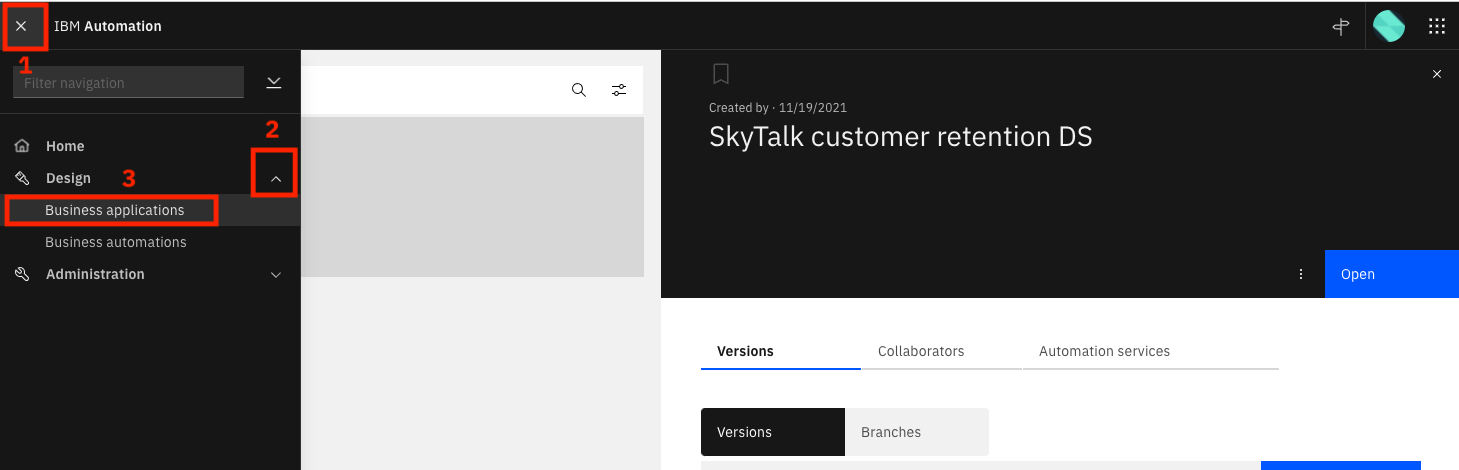 IBM Automation
1
Filter navigation
2
Home
Design
3
Business applications
Business automations
Administration
Created by · 11/19/2021
SkyTalk customer retention DS
Open
Versions
Collaborators
Automation services
Versions
Branches